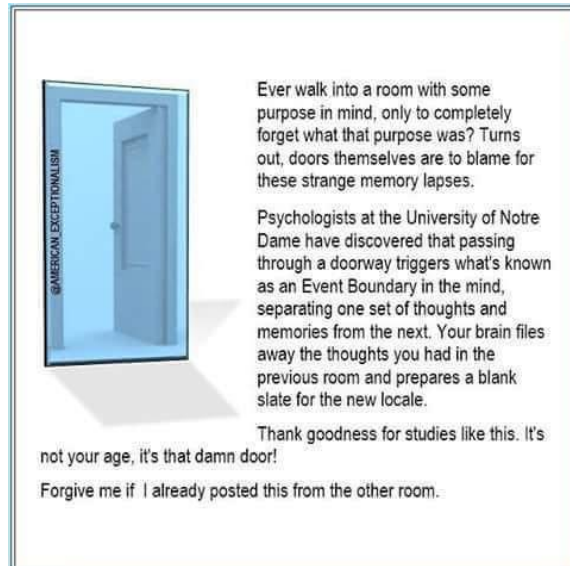 @AMERICAN_EXCEPTIONALISM
Ever walk into a room with some
purpose in mind, only to completely
forget what that purpose was? Turns
out, doors themselves are to blame for
these strange memory lapses.
Psychologists at the University of Notre
Dame have discovered that passing
through a doorway triggers what's known
as an Event Boundary in the mind,
separating one set of thoughts and
memories from the next. Your brain files
away the thoughts you had in the
previous room and prepares a blank
slate for the new locale.
Thank goodness for studies like this. It's
not your age, it's that damn door!
Forgive me if I already posted this from the other room.